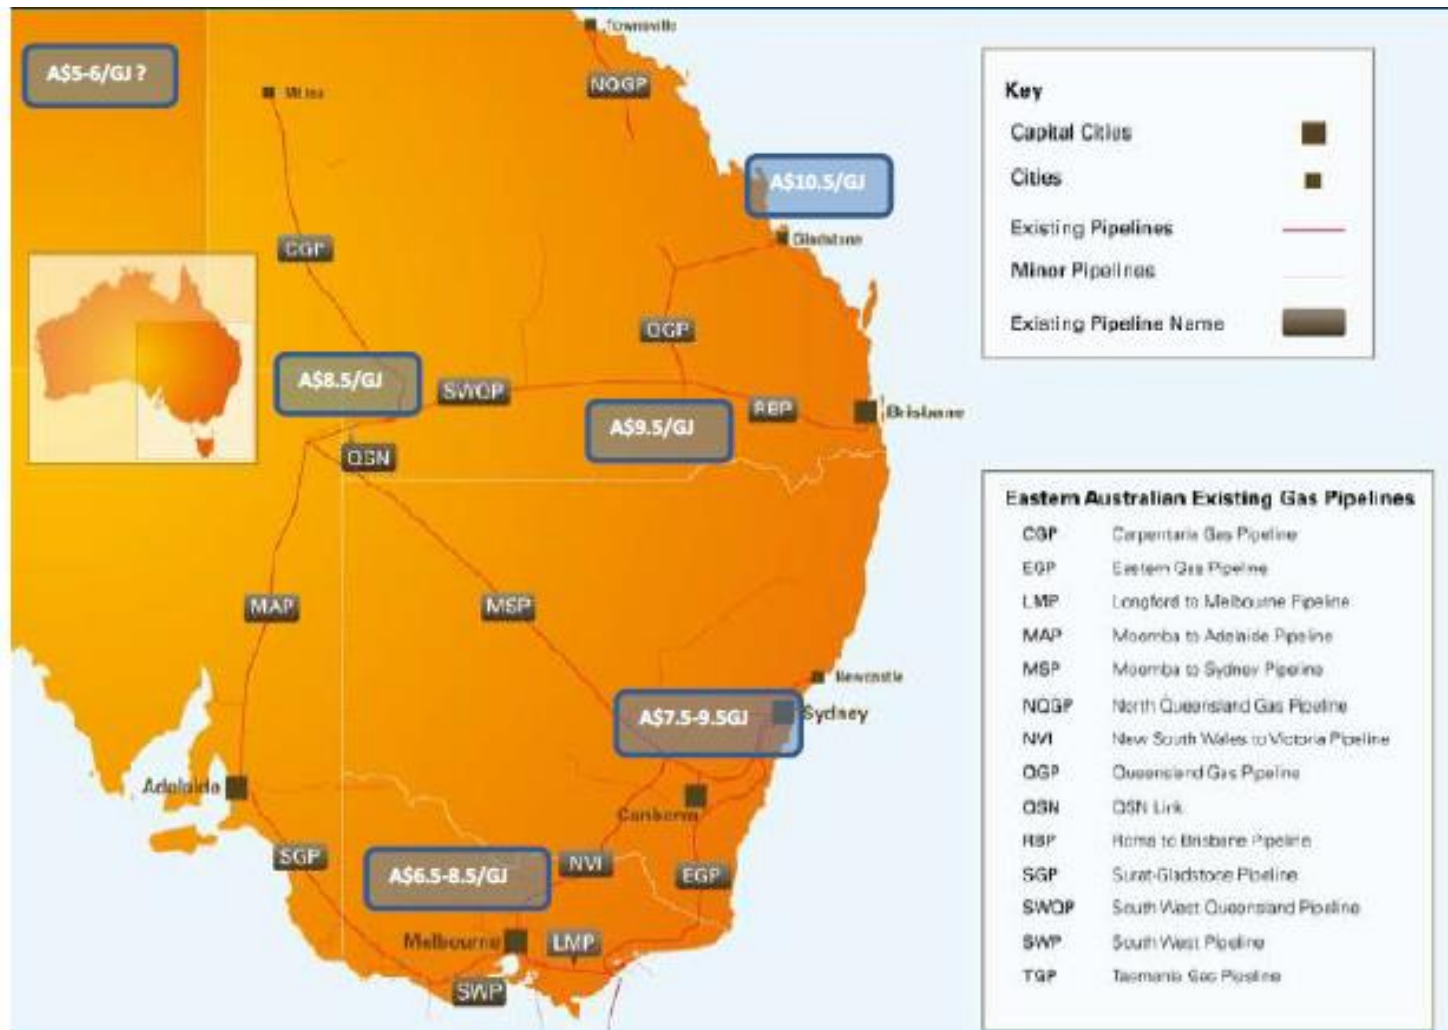 Townsville
A$5-6/GJ ?
NQGP
Mt Isa
A$10.5/GJ
Gladstone
CGP
QGP
A$8.5/GJ
SWQP
A$9.5/GJ
RBP
Brisbane
QSN
MAP
MSP
Newcastle
A$7.5-9.5GJ
Sydney
Adelaide
Canberra
SGP
A$6.5-8.5/GJ
NVI
EGP
Melbourne
LMP
SWP
Key
Capital Cities
Cities
Existing Pipelines
Minor Pipelines
Existing Pipeline Name
Eastern Australian Existing Gas Pipelines
CGP Carpentaria Gas Pipeline
EGP Eastern Gas Pipeline
LMP Longford to Melbourne Pipeline
MAP Moomba to Adelaide Pipeline
MSP Moomba to Sydney Pipeline
NQGP North Queensland Gas Pipeline
NVI New South Wales to Victoria Pipeline
QGP Queensland Gas Pipeline
QSN QSN Link
RBP Roma to Brisbane Pipeline
SGP Surat-Gladstone Pipeline
SWQP South West Queensland Pipeline
SWP South West Pipeline
TGP Tasmania Gas Pipeline